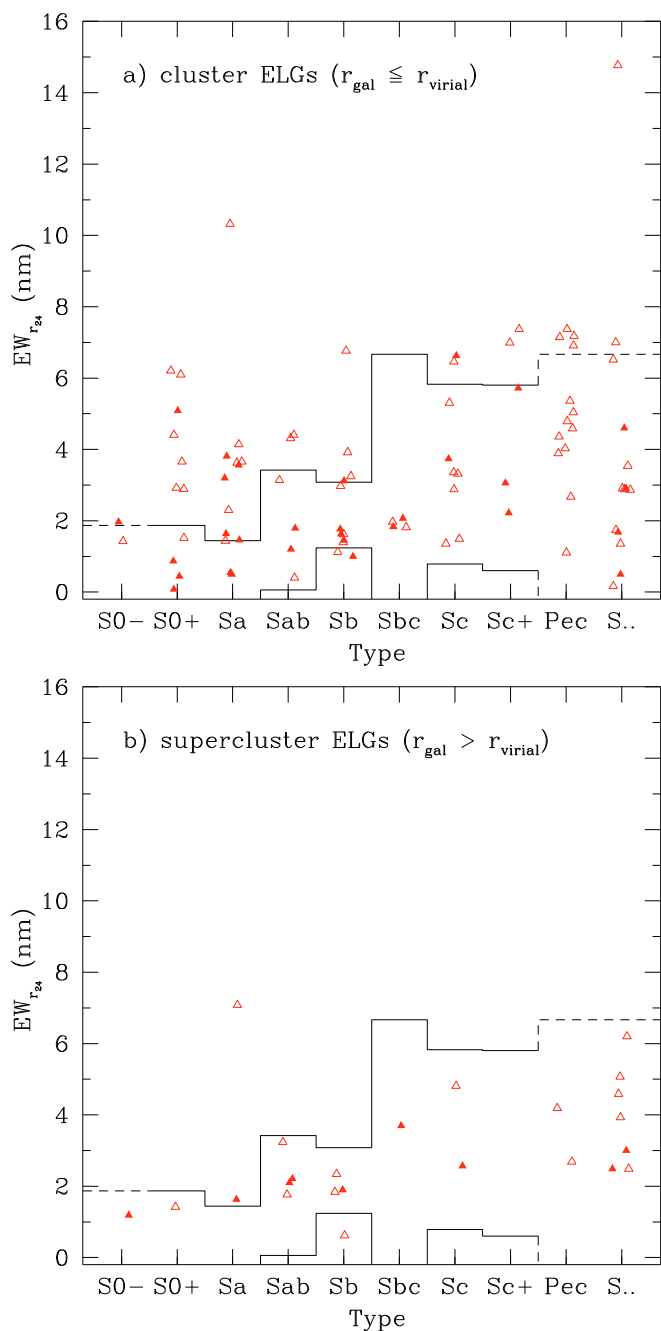 16
a) cluster ELGs (r_gal ≦ r_virial)
14
12
10
8
6
4
2
0
EW_r_24 (nm)
S0- S0+ Sa Sab Sb Sbc Sc Sc+ Pec S..
Type
16
b) supercluster ELGs (r_gal > r_virial)
14
12
10
8
6
4
2
0
EW_r_24 (nm)
S0- S0+ Sa Sab Sb Sbc Sc Sc+ Pec S..
Type